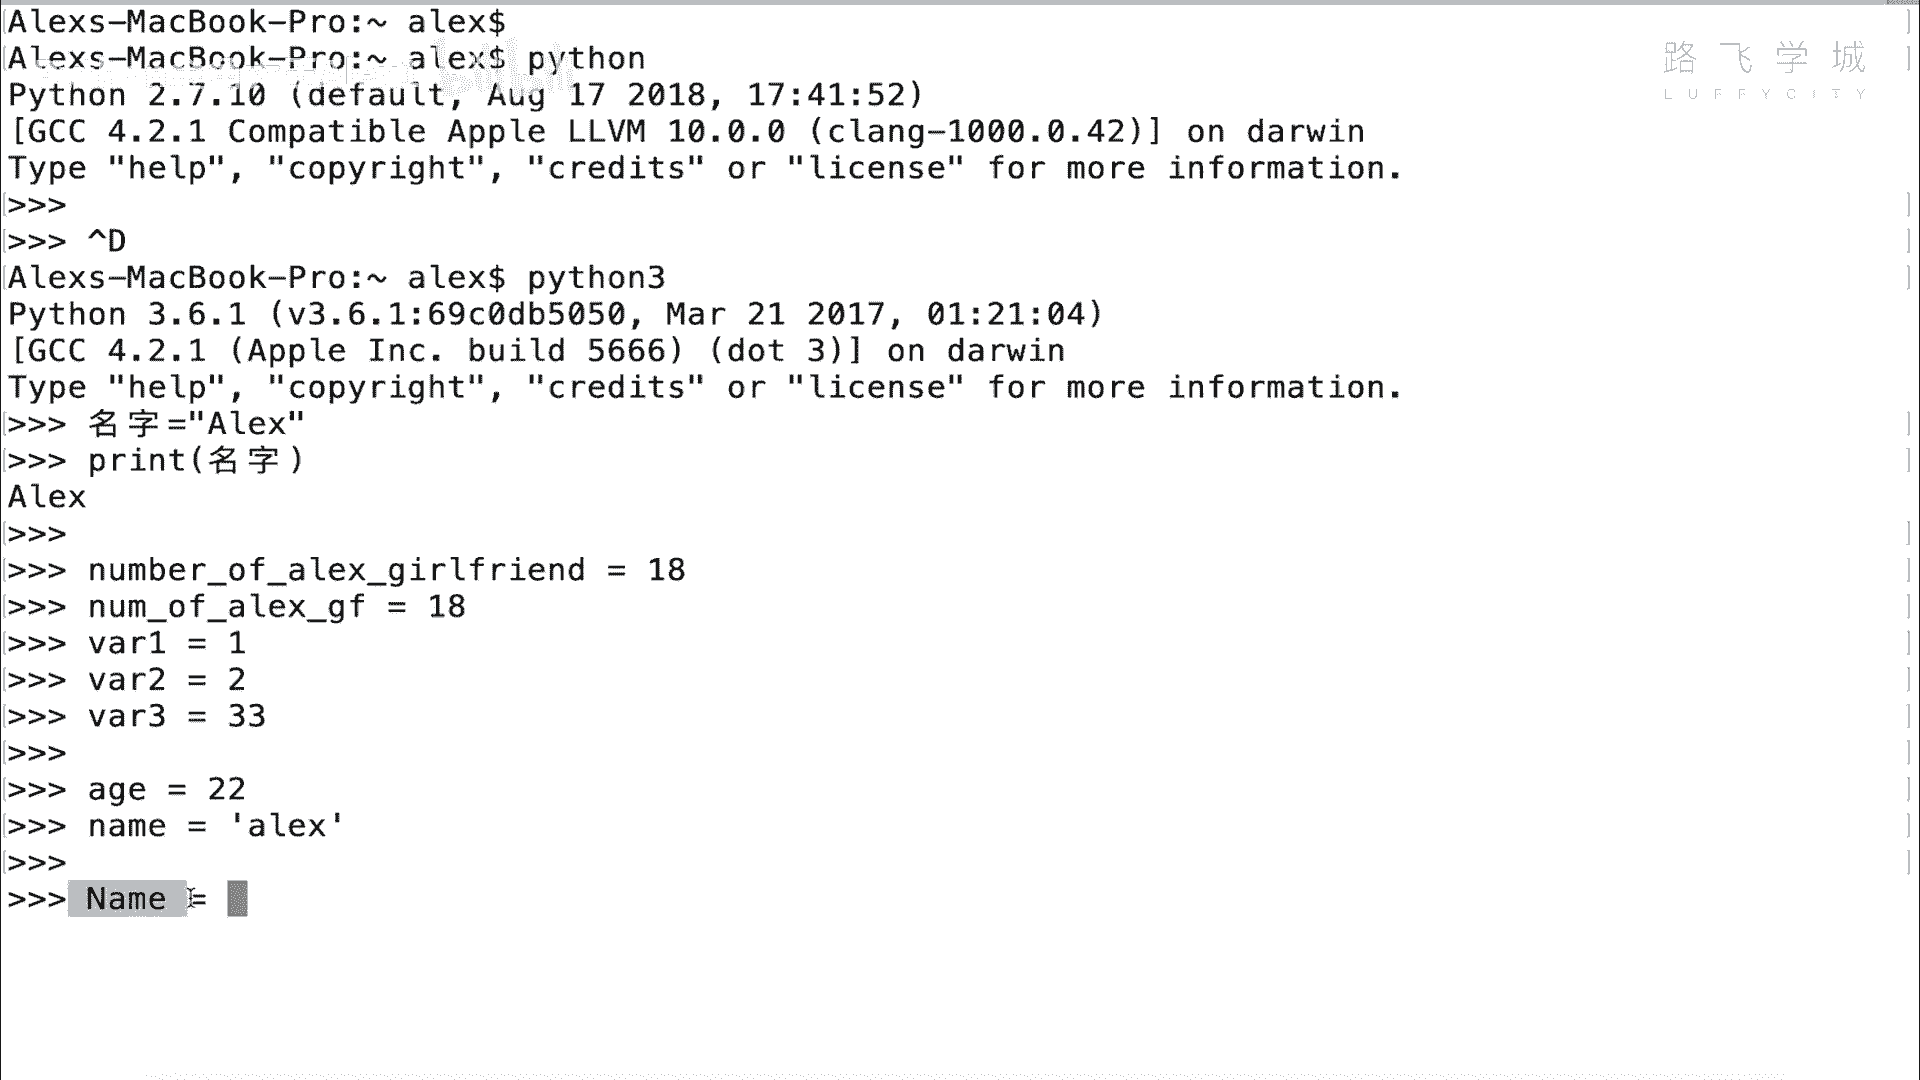 Alexs-MacBook-Pro:~ alex$
Alexs-MacBook-Pro:~ alex$ python
Python 2.7.10 (default, Aug 17 2018, 17:41:52)
[GCC 4.2.1 Compatible Apple LLVM 10.0.0 (clang-1000.0.42)] on darwin
Type "help", "copyright", "credits" or "license" for more information.
>>>
>>> ^D
Alexs-MacBook-Pro:~ alex$ python3
Python 3.6.1 (v3.6.1:69c0db5050, Mar 21 2017, 01:21:04)
[GCC 4.2.1 (Apple Inc. build 5666) (dot 3)] on darwin
Type "help", "copyright", "credits" or "license" for more information.
>>> 名字="Alex"
>>> print(名字)
Alex
>>>
>>> number_of_alex_girlfriend = 18
>>> num_of_alex_gf = 18
>>> var1 = 1
>>> var2 = 2
>>> var3 = 33
>>>
>>> age = 22
>>> name = 'alex'
>>>
>>> Name =
路飞学城
LUFFYCITY